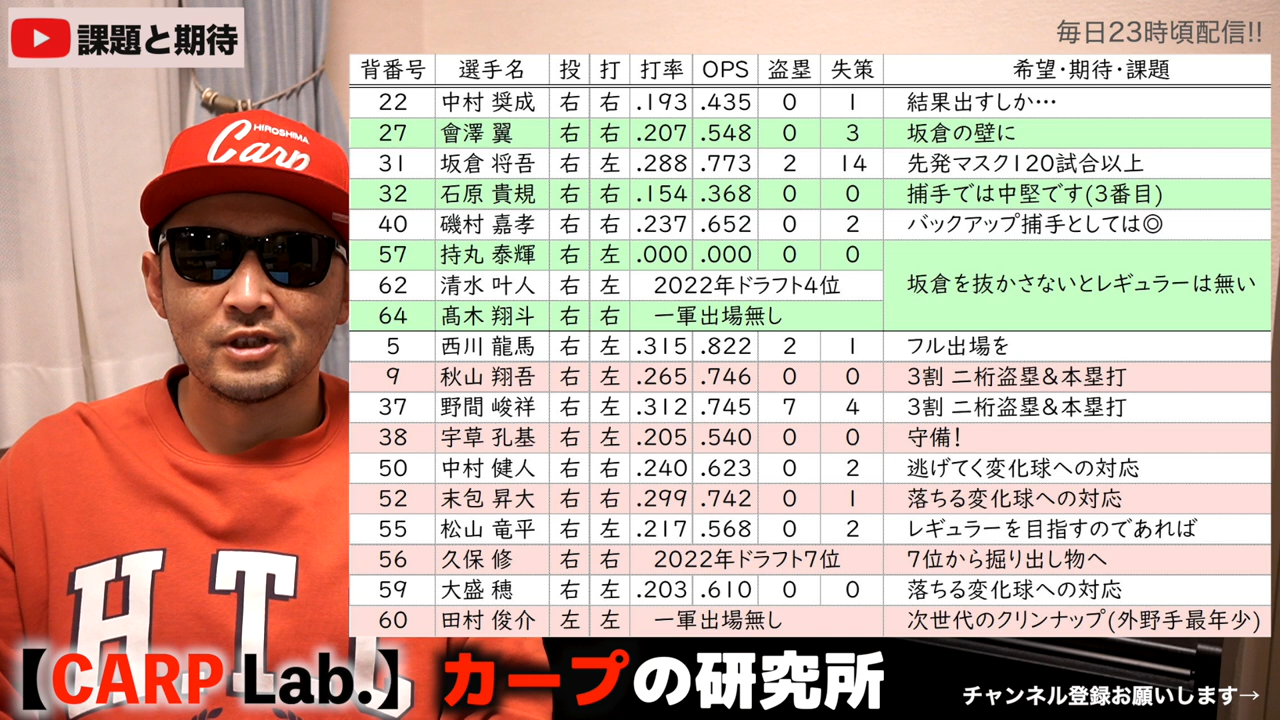 課題と期待
毎日23時頃配信!!
背番号 選手名 投 打 打率 OPS 盗塁 失策 希望・期待・課題
22 中村 奨成 右 右 .193 .435 0 1 結果出すしか…
27 會澤 翼 右 右 .207 .548 0 3 坂倉の壁に
31 坂倉 将吾 右 左 .288 .773 2 14 先発マスク120試合以上
32 石原 貴規 右 右 .154 .368 0 0 捕手では中堅です(3番目)
40 磯村 嘉孝 右 右 .237 .652 0 2 バックアップ捕手としては◎
57 持丸 泰輝 右 左 .000 .000 0 0
62 清水 叶人 右 左 2022年ドラフト4位 坂倉を抜かさないとレギュラーは無い
64 髙木 翔斗 右 右 一軍出場無し
5 西川 龍馬 右 左 .315 .822 2 1 フル出場を
9 秋山 翔吾 右 左 .265 .746 0 0 3割 二桁盗塁&本塁打
37 野間 峻祥 右 左 .312 .745 7 4 3割 二桁盗塁&本塁打
38 宇草 孔基 右 左 .205 .540 0 0 守備!
50 中村 健人 右 右 .240 .623 0 2 逃げてく変化球への対応
52 末包 昇大 右 右 .299 .742 0 1 落ちる変化球への対応
55 松山 竜平 右 左 .217 .568 0 2 レギュラーを目指すのであれば
56 久保 修 右 右 2022年ドラフト7位 7位から掘り出し物へ
59 大盛 穂 右 左 .203 .610 0 0 落ちる変化球への対応
60 田村 俊介 左 左 一軍出場無し 次世代のクリンナップ(外野手最年少)
HIROSHIMA
Carp
HT
【CARP Lab.】カープの研究所
チャンネル登録お願いします→